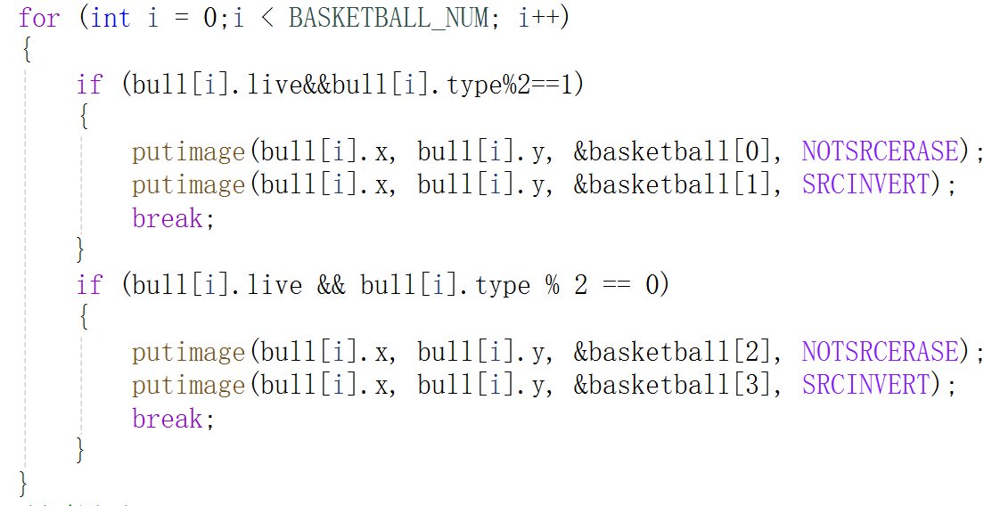 for (int i = 0;i < BASKETBALL_NUM; i++)
{
if (bull[i].live&&bull[i].type%2==1)
{
putimage(bull[i].x, bull[i].y, &basketball[0], NOTSRCERASE);
putimage(bull[i].x, bull[i].y, &basketball[1], SRCINVERT);
break;
}
if (bull[i].live && bull[i].type % 2 == 0)
{
putimage(bull[i].x, bull[i].y, &basketball[2], NOTSRCERASE);
putimage(bull[i].x, bull[i].y, &basketball[3], SRCINVERT);
break;
}
}